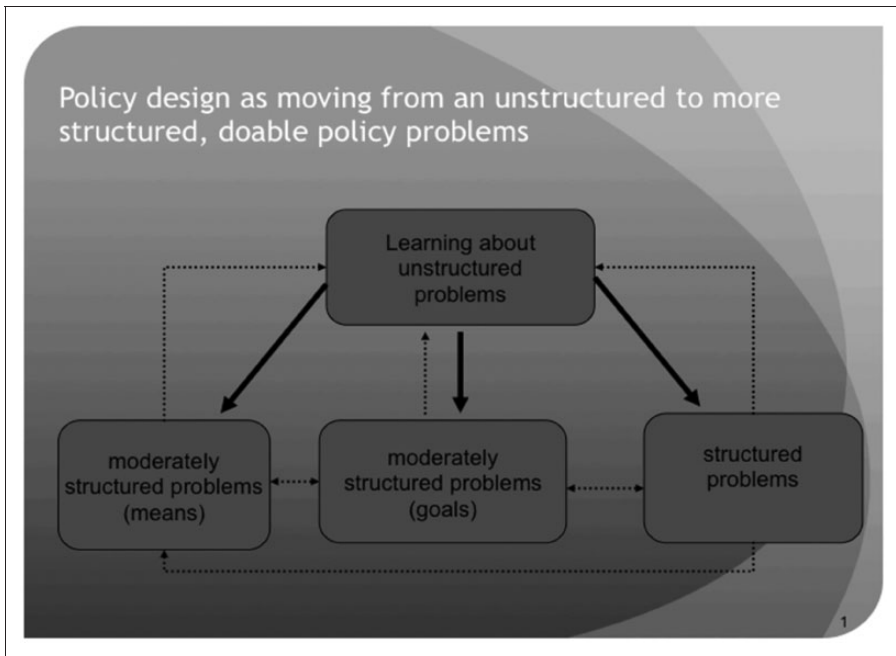 Policy design as moving from an unstructured to more
structured, doable policy problems
Learning about
unstructured
problems
moderately
structured problems
(means)
moderately
structured problems
(goals)
structured
problems
1